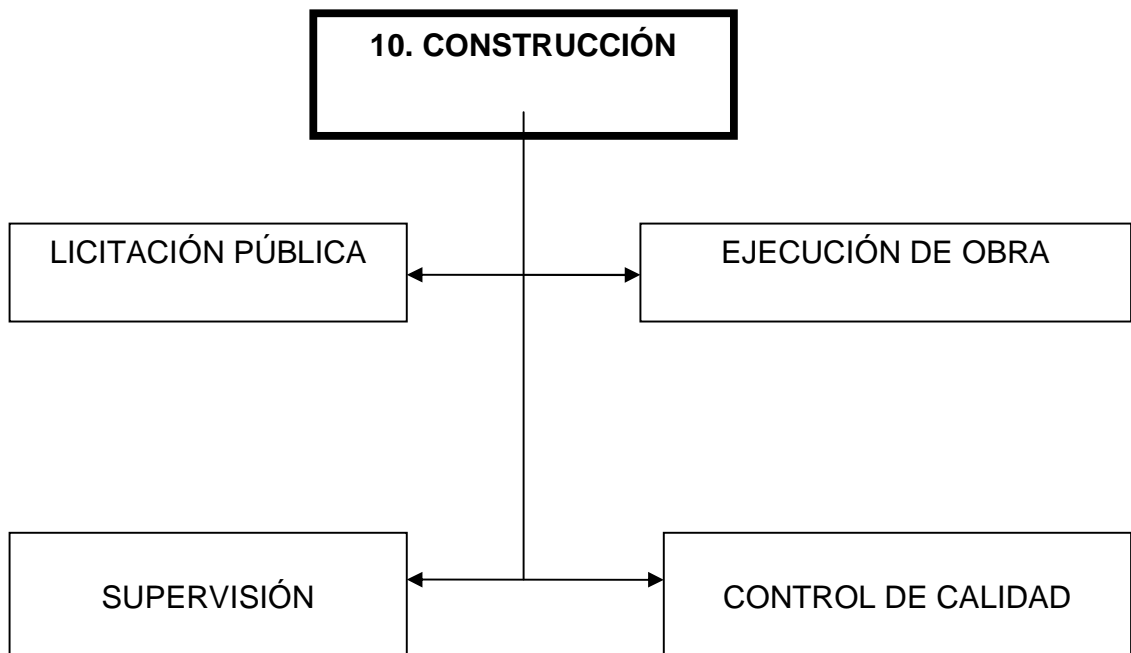 10. CONSTRUCCIÓN
LICITACIÓN PÚBLICA
EJECUCIÓN DE OBRA
SUPERVISIÓN
CONTROL DE CALIDAD